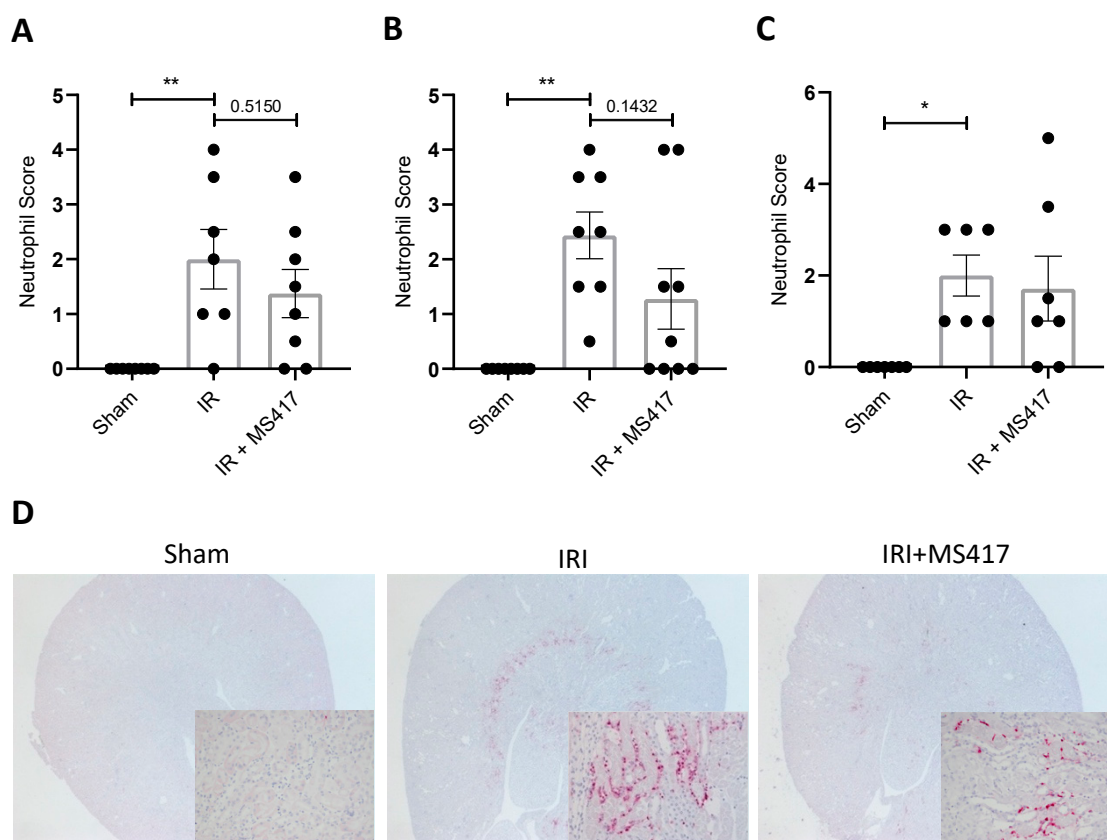 A
B
C
**
0.5150
5
4
3
2
1
0
Neutrophil Score
Sham
IR
IR + MS417
**
0.1432
5
4
3
2
1
0
Neutrophil Score
Sham
IR
IR + MS417
*
6
4
2
0
Neutrophil Score
Sham
IR
IR + MS417
D
Sham
IRI
IRI+MS417